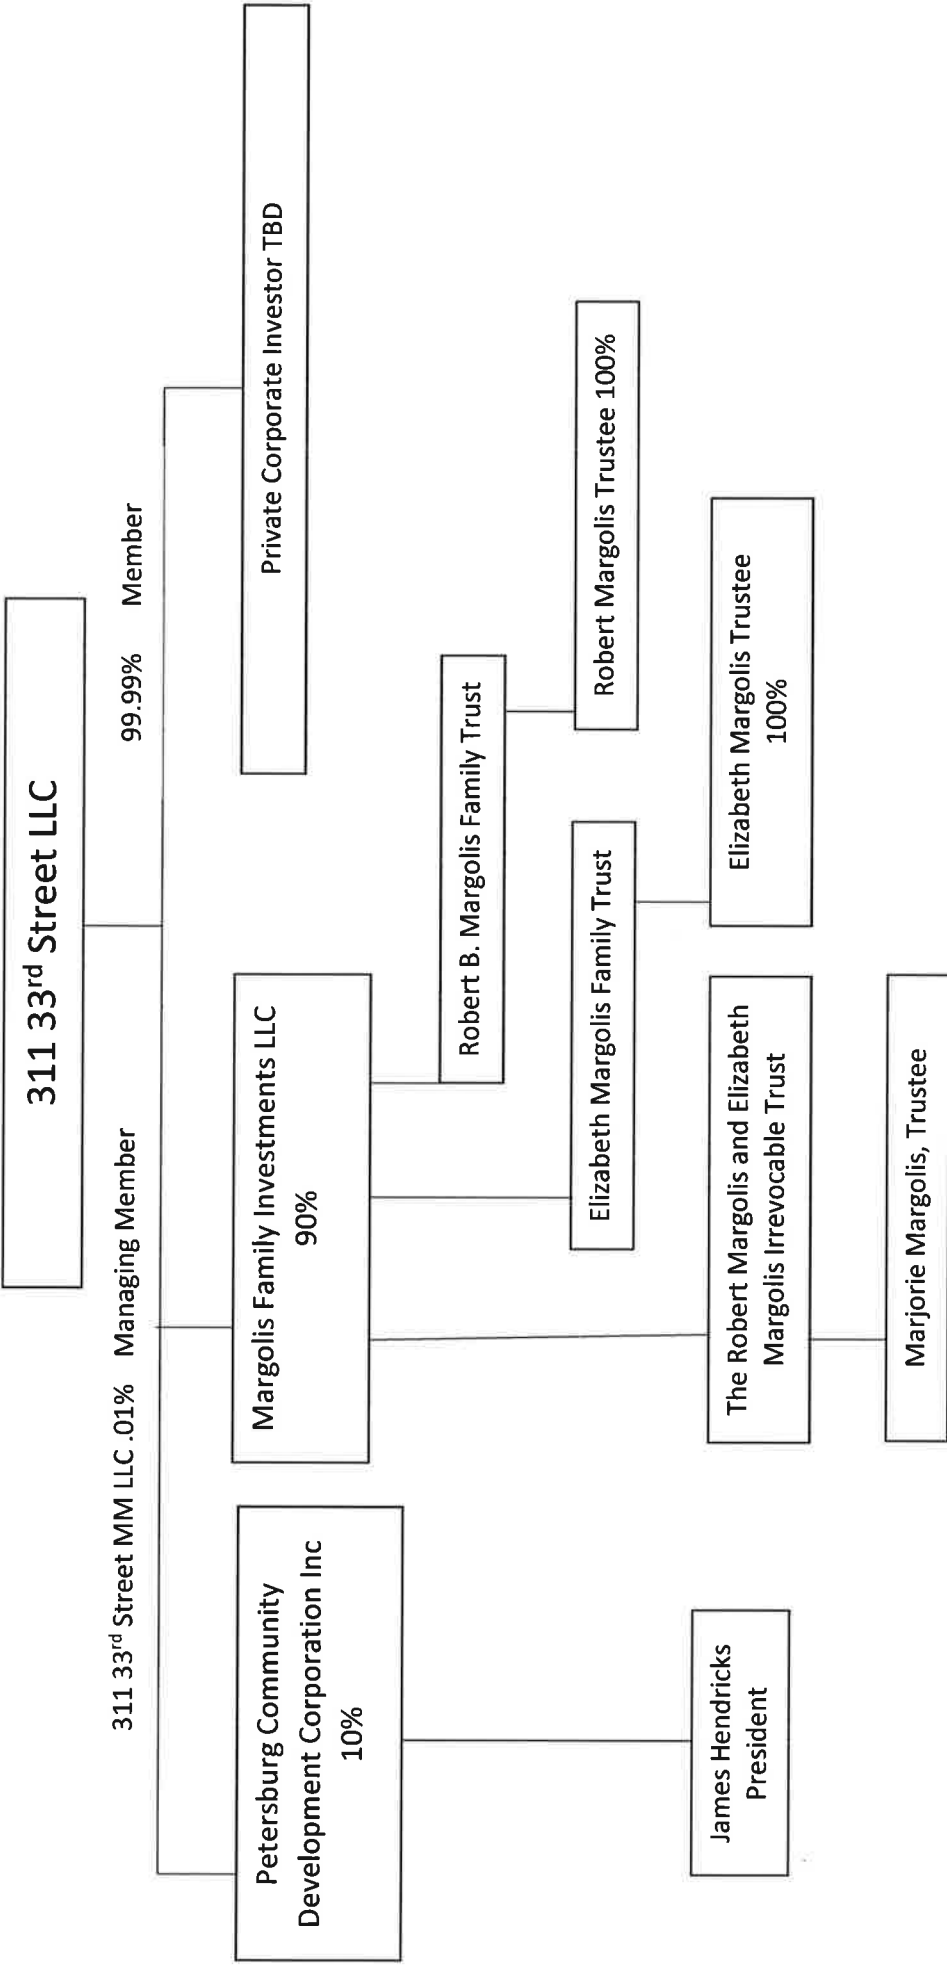 311 33rd Street LLC
311 33rd Street MM LLC .01% Managing Member
99.99% Member
Petersburg Community
Development Corporation Inc
10%
Margolis Family Investments LLC
90%
Private Corporate Investor TBD
Robert B. Margolis Family Trust
Elizabeth Margolis Family Trust
Robert Margolis Trustee 100%
James Hendricks
President
The Robert Margolis and Elizabeth
Margolis Irrevocable Trust
Elizabeth Margolis Trustee
100%
Marjorie Margolis, Trustee